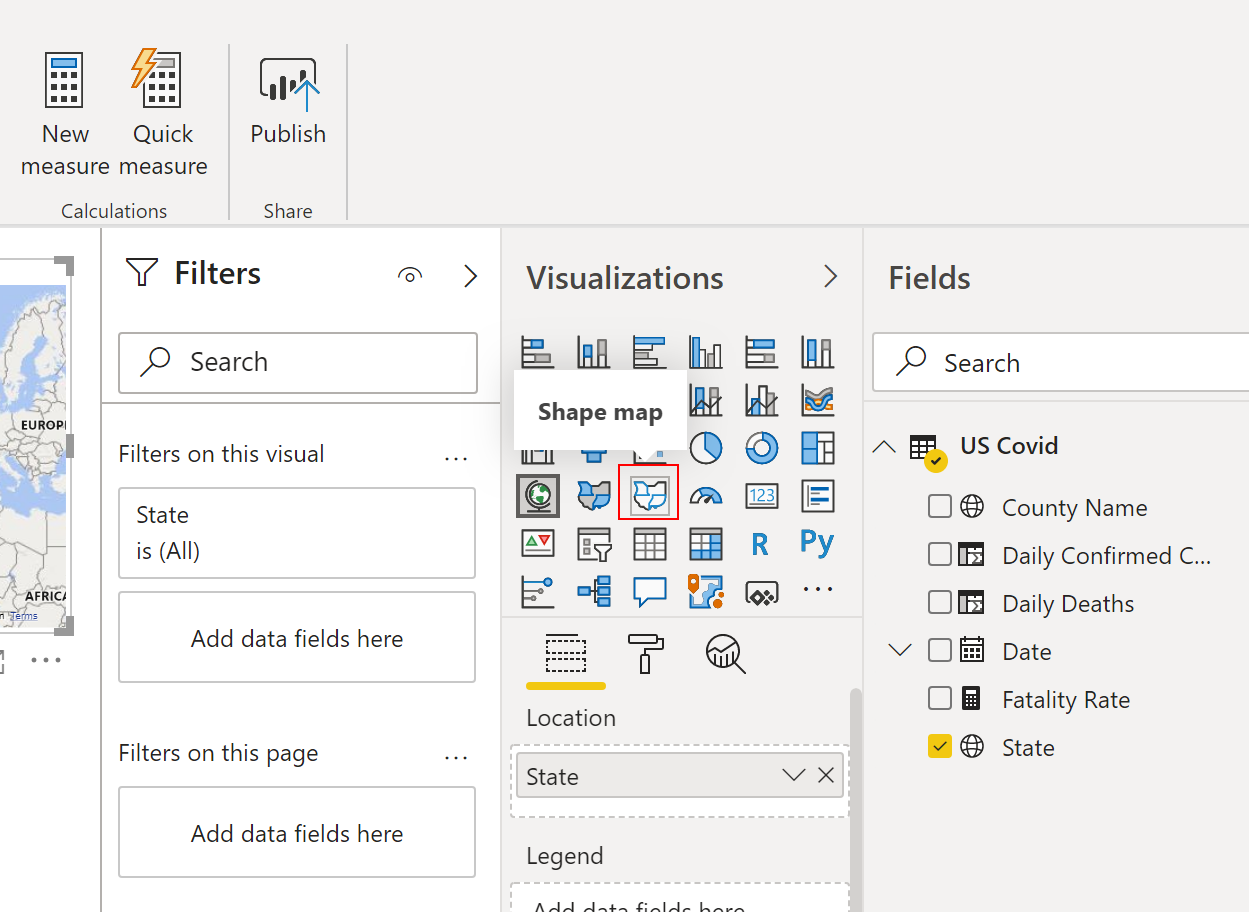 New
measure
Quick
measure
Publish
Calculations
Share
EUROP
AFRICA
Terms
Filters
Search
Filters on this visual
State
is (All)
Add data fields here
Filters on this page
Add data fields here
Visualizations
Shape map
123
R
Py
Location
State
Legend
Add data fields here
Fields
Search
US Covid
County Name
Daily Confirmed C...
Daily Deaths
Date
Fatality Rate
State